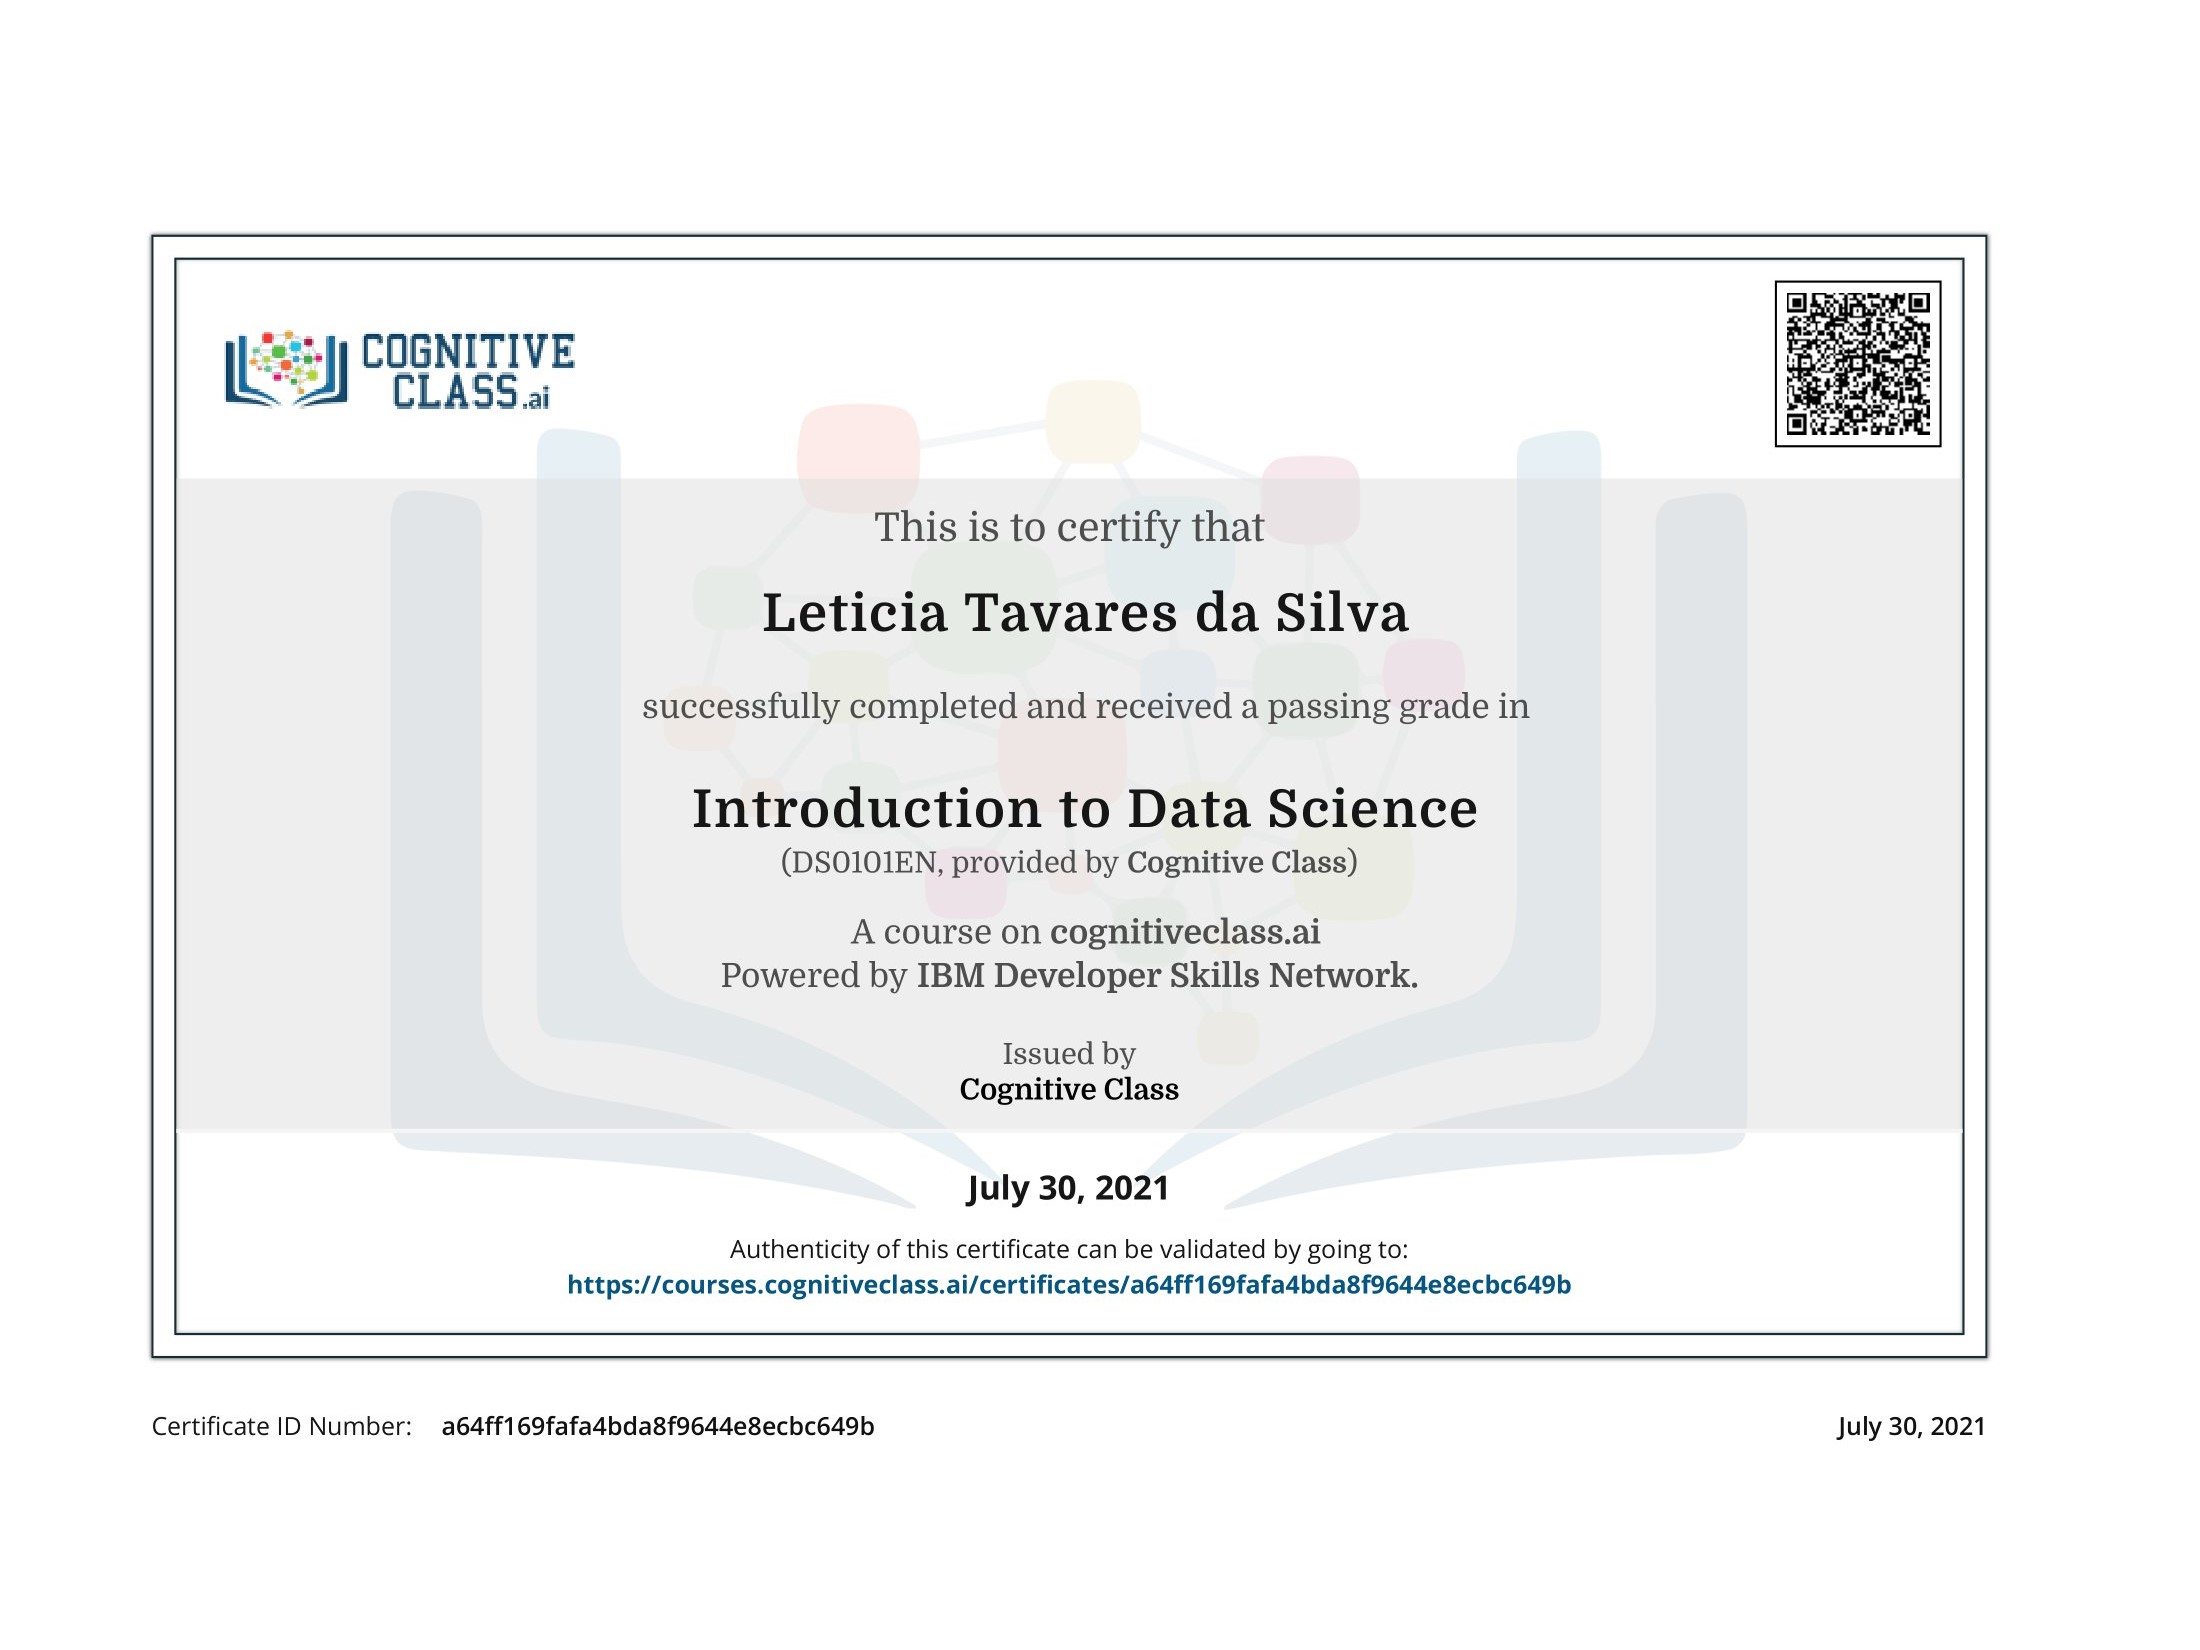 COGNITIVE
CLASS.ai
This is to certify that
Leticia Tavares da Silva
successfully completed and received a passing grade in
Introduction to Data Science
(DS0101EN, provided by Cognitive Class)
A course on cognitiveclass.ai
Powered by IBM Developer Skills Network.
Issued by
Cognitive Class
July 30, 2021
Authenticity of this certificate can be validated by going to:
https://courses.cognitiveclass.ai/certificates/a64ff169fafa4bda8f9644e8ecbc649b
Certificate ID Number: a64ff169fafa4bda8f9644e8ecbc649b
July 30, 2021